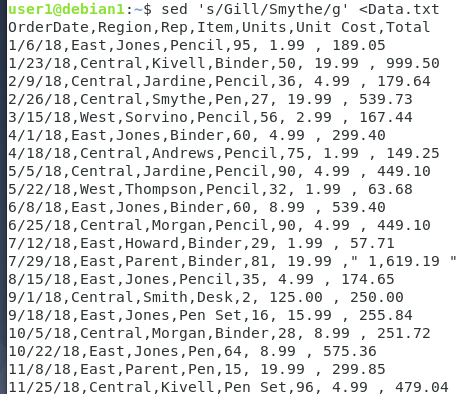 user1@debian1:~$ sed 's/Gill/Smythe/g' <Data.txt
OrderDate,Region,Rep,Item,Units,Unit Cost,Total
1/6/18,East,Jones,Pencil,95, 1.99 , 189.05
1/23/18,Central,Kivell,Binder,50, 19.99 , 999.50
2/9/18,Central,Jardine,Pencil,36, 4.99 , 179.64
2/26/18,Central,Smythe,Pen,27, 19.99 , 539.73
3/15/18,West,Sorvino,Pencil,56, 2.99 , 167.44
4/1/18,East,Jones,Binder,60, 4.99 , 299.40
4/18/18,Central,Andrews,Pencil,75, 1.99 , 149.25
5/5/18,Central,Jardine,Pencil,90, 4.99 , 449.10
5/22/18,West,Thompson,Pencil,32, 1.99 , 63.68
6/8/18,East,Jones,Binder,60, 8.99 , 539.40
6/25/18,Central,Morgan,Pencil,90, 4.99 , 449.10
7/12/18,East,Howard,Binder,29, 1.99 , 57.71
7/29/18,East,Parent,Binder,81, 19.99 ," 1,619.19 "
8/15/18,East,Jones,Pencil,35, 4.99 , 174.65
9/1/18,Central,Smith,Desk,2, 125.00 , 250.00
9/18/18,East,Jones,Pen Set,16, 15.99 , 255.84
10/5/18,Central,Morgan,Binder,28, 8.99 , 251.72
10/22/18,East,Jones,Pen,64, 8.99 , 575.36
11/8/18,East,Parent,Pen,15, 19.99 , 299.85
11/25/18,Central,Kivell,Pen Set,96, 4.99 , 479.04